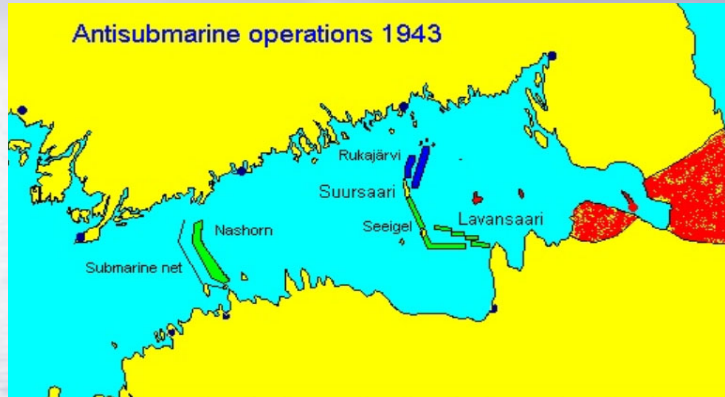 Antisubmarine operations 1943
Rukajärvi
Suursaari
Lavansaari
Seeigel
Nashorn
Submarine net